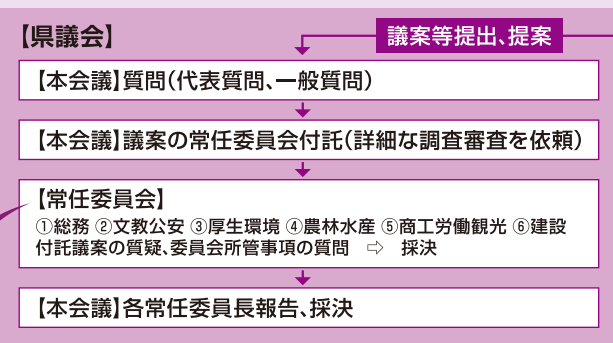 【県議会】
議案等提出、提案
【本会議】質問(代表質問、一般質問)
【本会議】議案の常任委員会付託(詳細な調査審査を依頼)
【常任委員会】
①総務 ②文教公安 ③厚生環境 ④農林水産 ⑤商工労働観光 ⑥建設
付託議案の質疑、委員会所管事項の質問 ⇨ 採決
【本会議】各常任委員長報告、採決